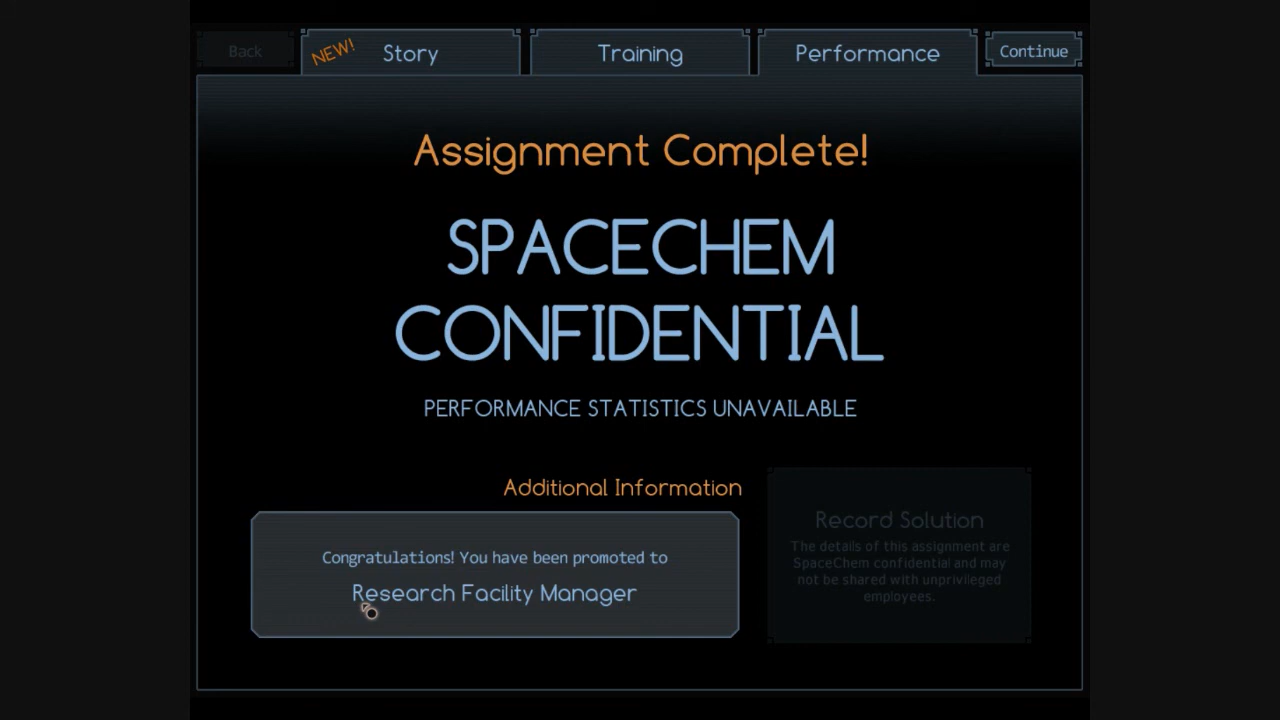 Back
NEW!
Story
Training
Performance
Continue
Assignment Complete!
SPACECHEM
CONFIDENTIAL
PERFORMANCE STATISTICS UNAVAILABLE
Additional Information
Congratulations! You have been promoted to
Research Facility Manager
Record Solution
The details of this assignment are
SpaceChem confidential and may
not be shared with unprivileged
employees.